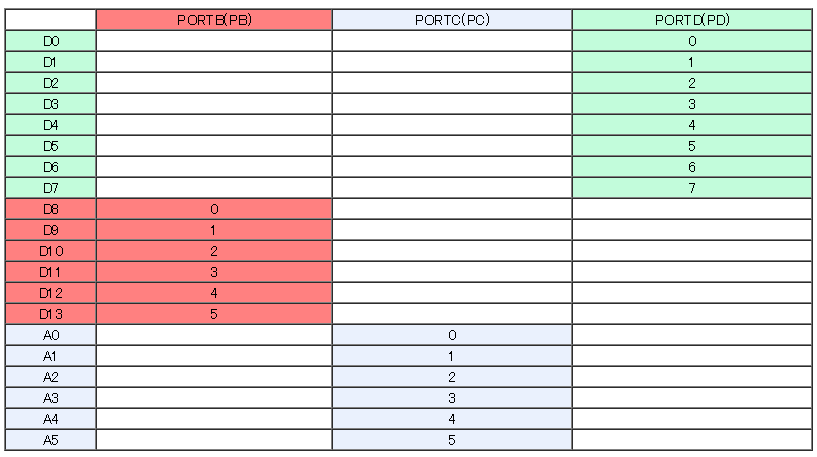 PORTB(PB) PORTC(PC) PORTD(PD)
D0 0
D1 1
D2 2
D3 3
D4 4
D5 5
D6 6
D7 7
D8 0
D9 1
D10 2
D11 3
D12 4
D13 5
A0 0
A1 1
A2 2
A3 3
A4 4
A5 5